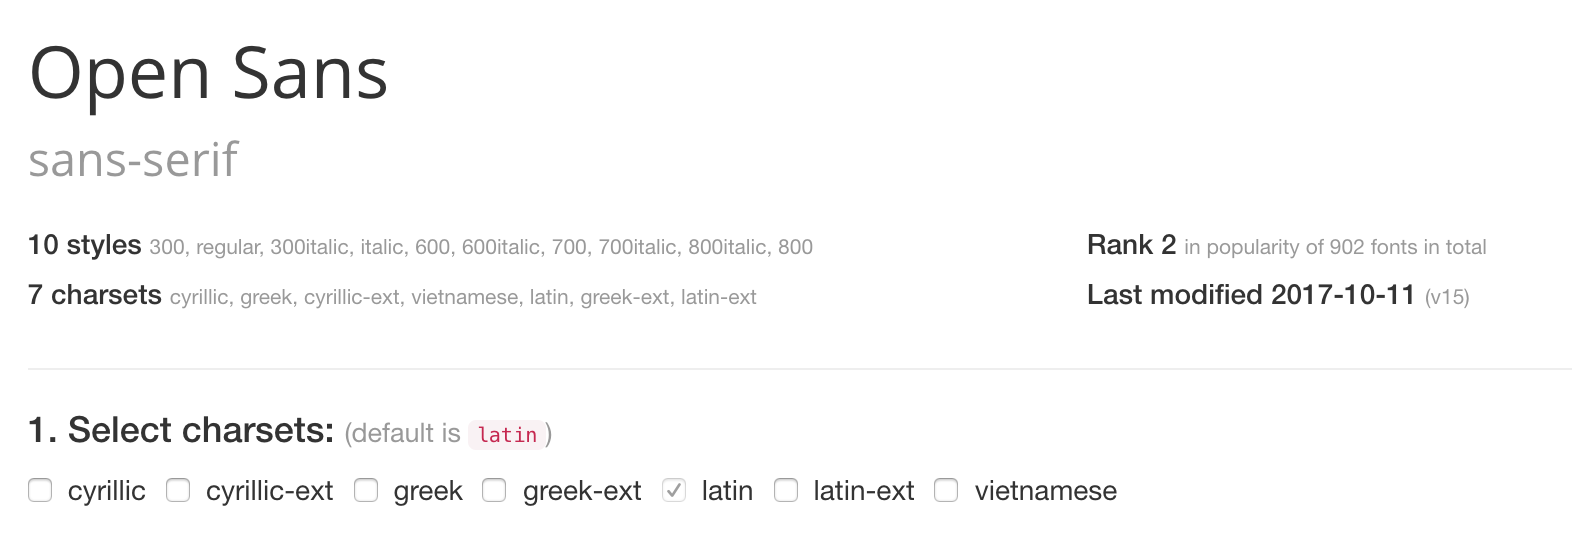 Open Sans
sans-serif
10 styles 300, regular, 300italic, italic, 600, 600italic, 700, 700italic, 800italic, 800
Rank 2 in popularity of 902 fonts in total
7 charsets cyrillic, greek, cyrillic-ext, vietnamese, latin, greek-ext, latin-ext
Last modified 2017-10-11 (v15)
1. Select charsets: (default is latin)
cyrillic cyrillic-ext greek greek-ext latin latin-ext vietnamese